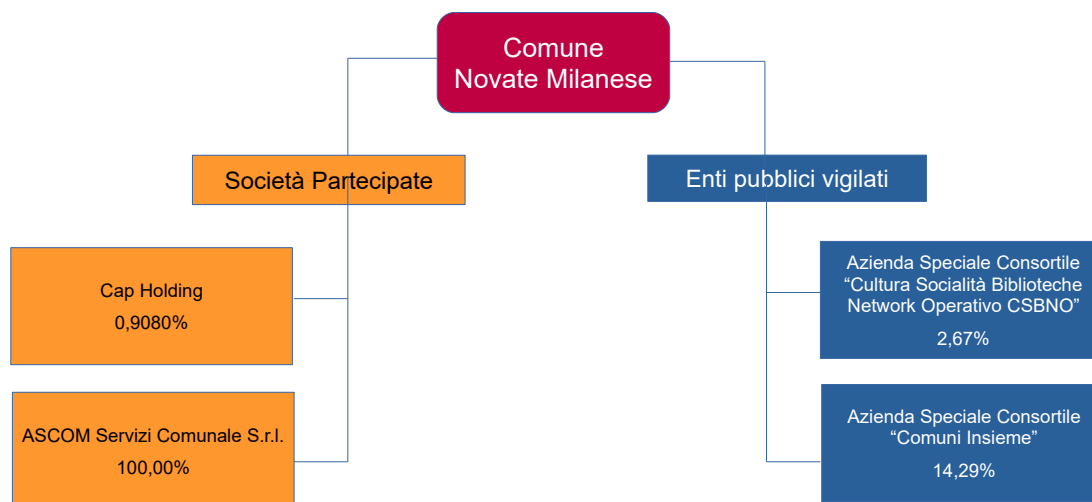 Comune
Novate Milanese
Società Partecipate
Enti pubblici vigilati
Cap Holding
0,9080%
Azienda Speciale Consortile
“Cultura Socialità Biblioteche
Network Operativo CSBNO”
2,67%
ASCOM Servizi Comunale S.r.l.
100,00%
Azienda Speciale Consortile
“Comuni Insieme”
14,29%